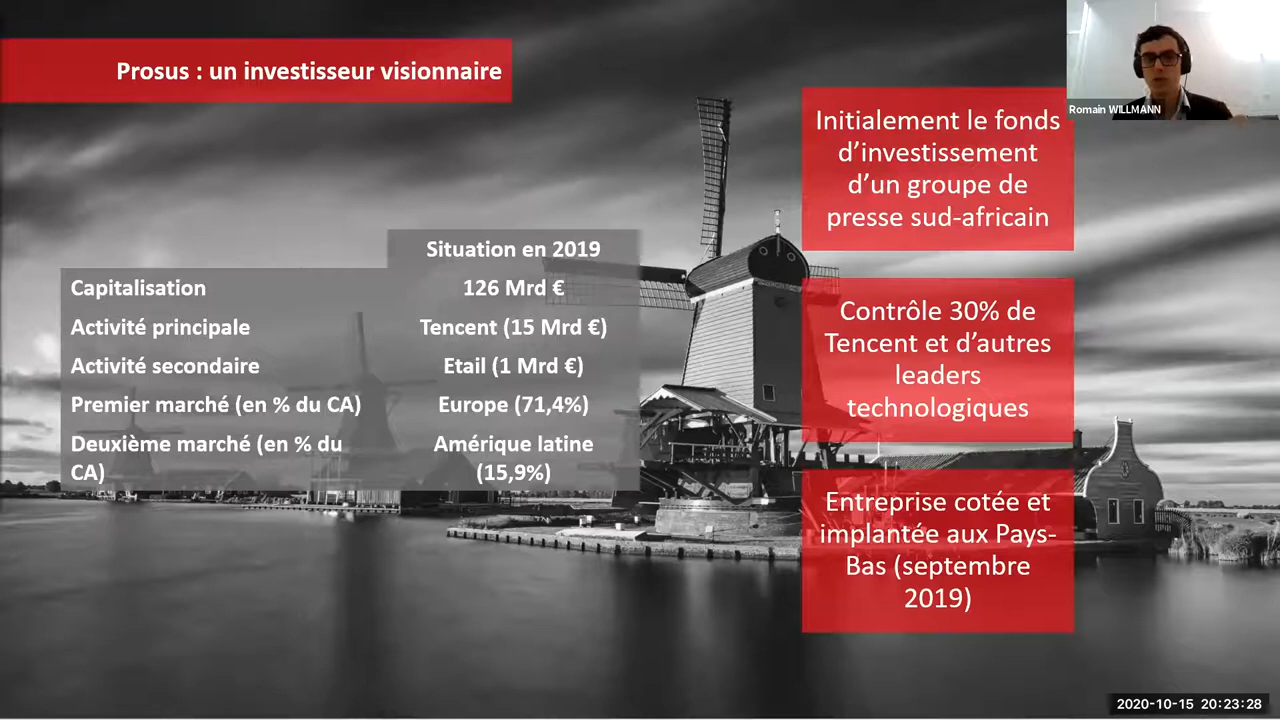 Prosus : un investisseur visionnaire
Romain WILLMANN
Initialement le fonds
d’investissement
d’un groupe de
presse sud-africain
Situation en 2019
Capitalisation 126 Mrd €
Activité principale Tencent (15 Mrd €)
Activité secondaire Etail (1 Mrd €)
Premier marché (en % du CA) Europe (71,4%)
Deuxième marché (en % du Amérique latine
CA) (15,9%)
Contrôle 30% de
Tencent et d’autres
leaders
technologiques
Entreprise cotée et
implantée aux Pays-
Bas (septembre
2019)
2020-10-15 20:23:28